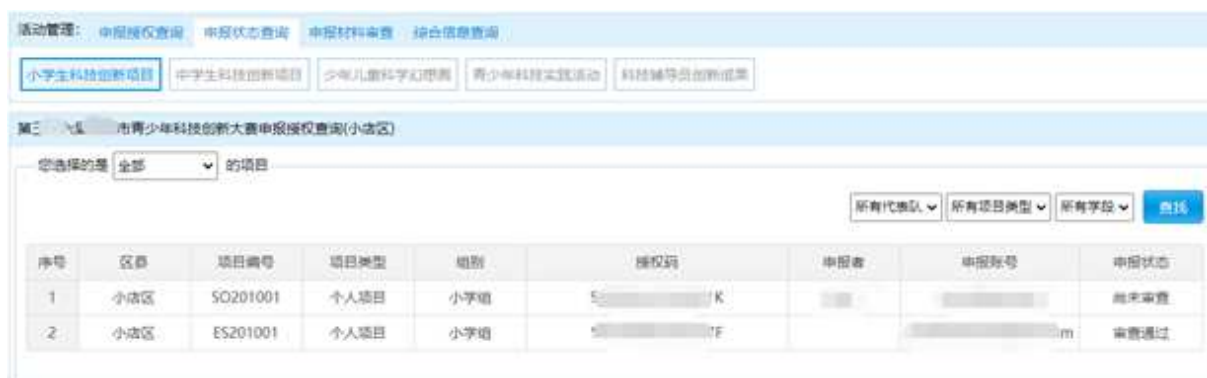 活动管理: 申报授权查询 申报状态查询 申报材料审查 综合信息查询
小学生科技创新项目 中学生科技创新项目 少年儿童科学幻想画 青少年科技实践活动 科技辅导员创新成果
市青少年科技创新大赛申报授权查询(小店区)
您选择的是 全部 的项目
所有代表队 所有项目类型 所有学段 查找
序号 区县 项目编号 项目类型 组别 授权码 申报者 申报账号 申报状态
1 小店区 SO201001 个人项目 小学组 K 尚未审查
2 小店区 ES201001 个人项目 小学组 m 审查通过